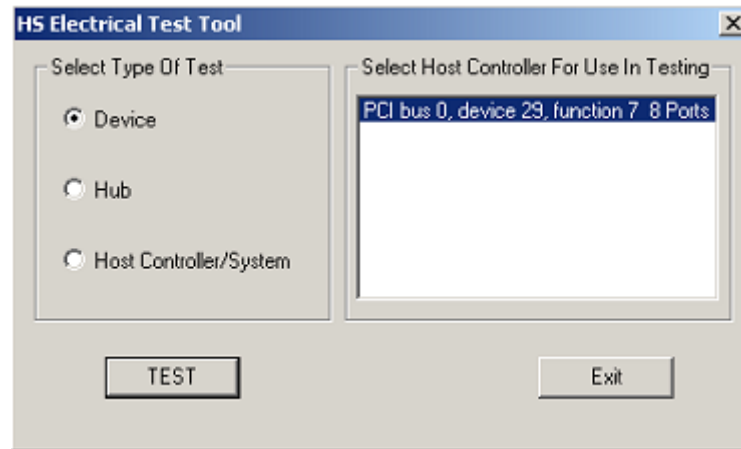 HS Electrical Test Tool
Select Type Of Test
Device
Hub
Host Controller/System
Select Host Controller For Use In Testing
PCI bus 0, device 29, function 7 8 Ports
TEST
Exit